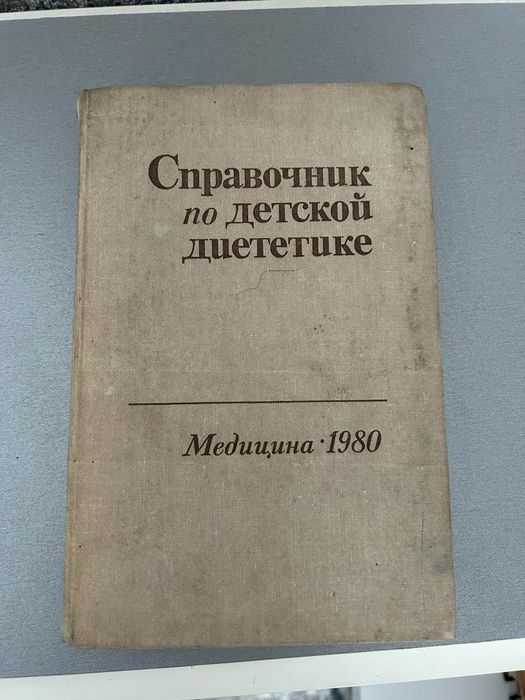 Справочник
по детской
диететике
Медицина · 1980